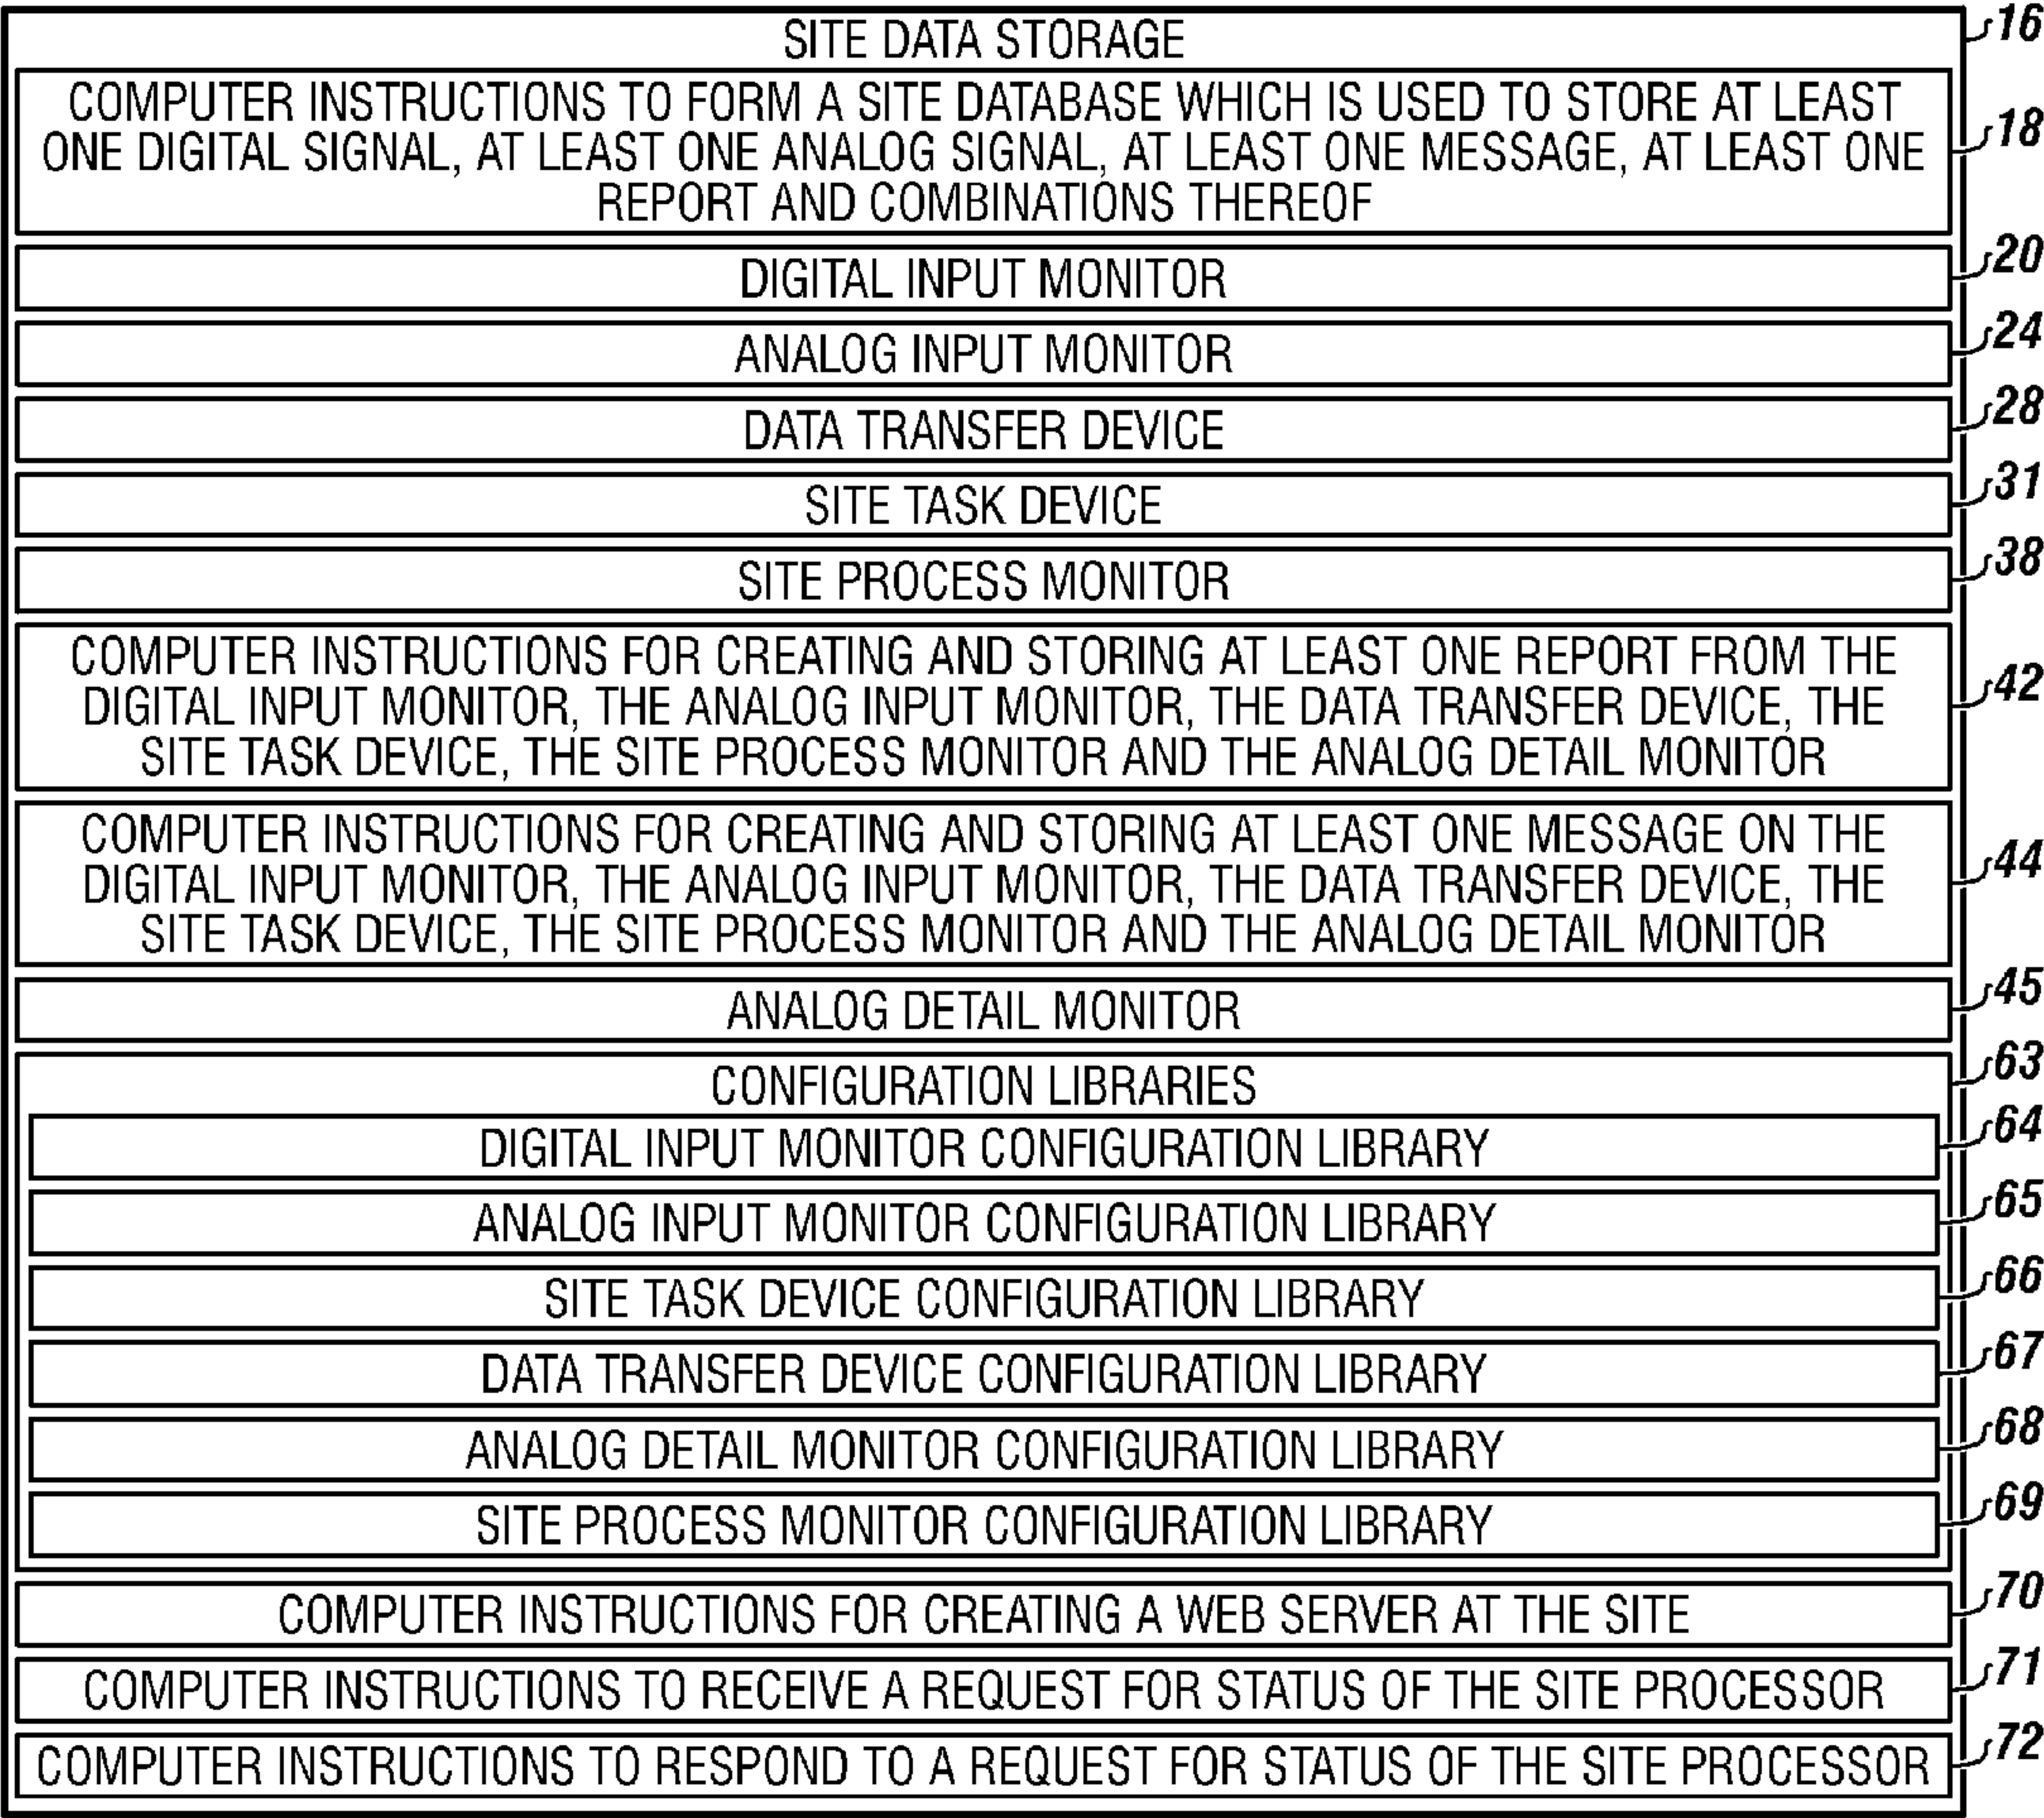 SITE DATA STORAGE 16
COMPUTER INSTRUCTIONS TO FORM A SITE DATABASE WHICH IS USED TO STORE AT LEAST
ONE DIGITAL SIGNAL, AT LEAST ONE ANALOG SIGNAL, AT LEAST ONE MESSAGE, AT LEAST ONE 18
REPORT AND COMBINATIONS THEREOF
DIGITAL INPUT MONITOR 20
ANALOG INPUT MONITOR 24
DATA TRANSFER DEVICE 28
SITE TASK DEVICE 31
SITE PROCESS MONITOR 38
COMPUTER INSTRUCTIONS FOR CREATING AND STORING AT LEAST ONE REPORT FROM THE
DIGITAL INPUT MONITOR, THE ANALOG INPUT MONITOR, THE DATA TRANSFER DEVICE, THE 42
SITE TASK DEVICE, THE SITE PROCESS MONITOR AND THE ANALOG DETAIL MONITOR
COMPUTER INSTRUCTIONS FOR CREATING AND STORING AT LEAST ONE MESSAGE ON THE
DIGITAL INPUT MONITOR, THE ANALOG INPUT MONITOR, THE DATA TRANSFER DEVICE, THE 44
SITE TASK DEVICE, THE SITE PROCESS MONITOR AND THE ANALOG DETAIL MONITOR
ANALOG DETAIL MONITOR 45
CONFIGURATION LIBRARIES 63
DIGITAL INPUT MONITOR CONFIGURATION LIBRARY 64
ANALOG INPUT MONITOR CONFIGURATION LIBRARY 65
SITE TASK DEVICE CONFIGURATION LIBRARY 66
DATA TRANSFER DEVICE CONFIGURATION LIBRARY 67
ANALOG DETAIL MONITOR CONFIGURATION LIBRARY 68
SITE PROCESS MONITOR CONFIGURATION LIBRARY 69
COMPUTER INSTRUCTIONS FOR CREATING A WEB SERVER AT THE SITE 70
COMPUTER INSTRUCTIONS TO RECEIVE A REQUEST FOR STATUS OF THE SITE PROCESSOR 71
COMPUTER INSTRUCTIONS TO RESPOND TO A REQUEST FOR STATUS OF THE SITE PROCESSOR 72